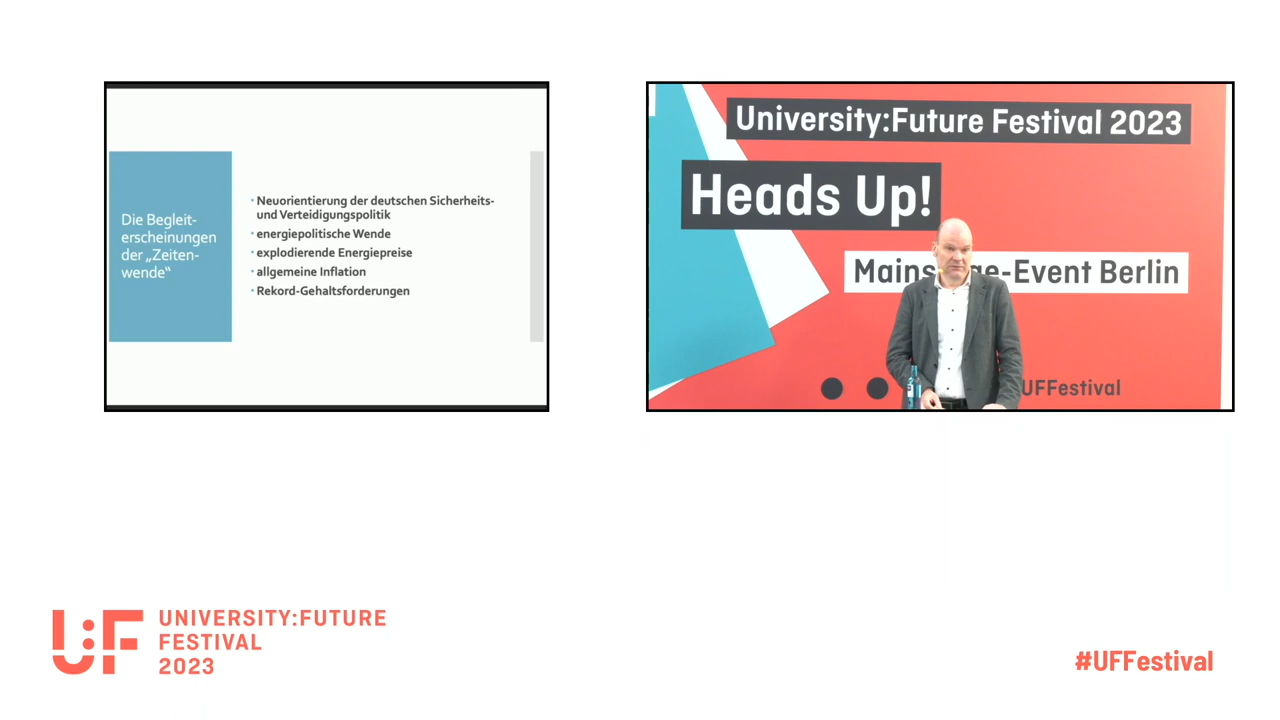 Die Begleit-
erscheinungen
der „Zeiten-
wende“
• Neuorientierung der deutschen Sicherheits-
und Verteidigungspolitik
• energiepolitische Wende
• explodierende Energiepreise
• allgemeine Inflation
• Rekord-Gehaltsforderungen
University:Future Festival 2023
Heads Up!
Mains ge-Event Berlin
UFFestival
U:F
UNIVERSITY:FUTURE
FESTIVAL
2023
#UFFestival